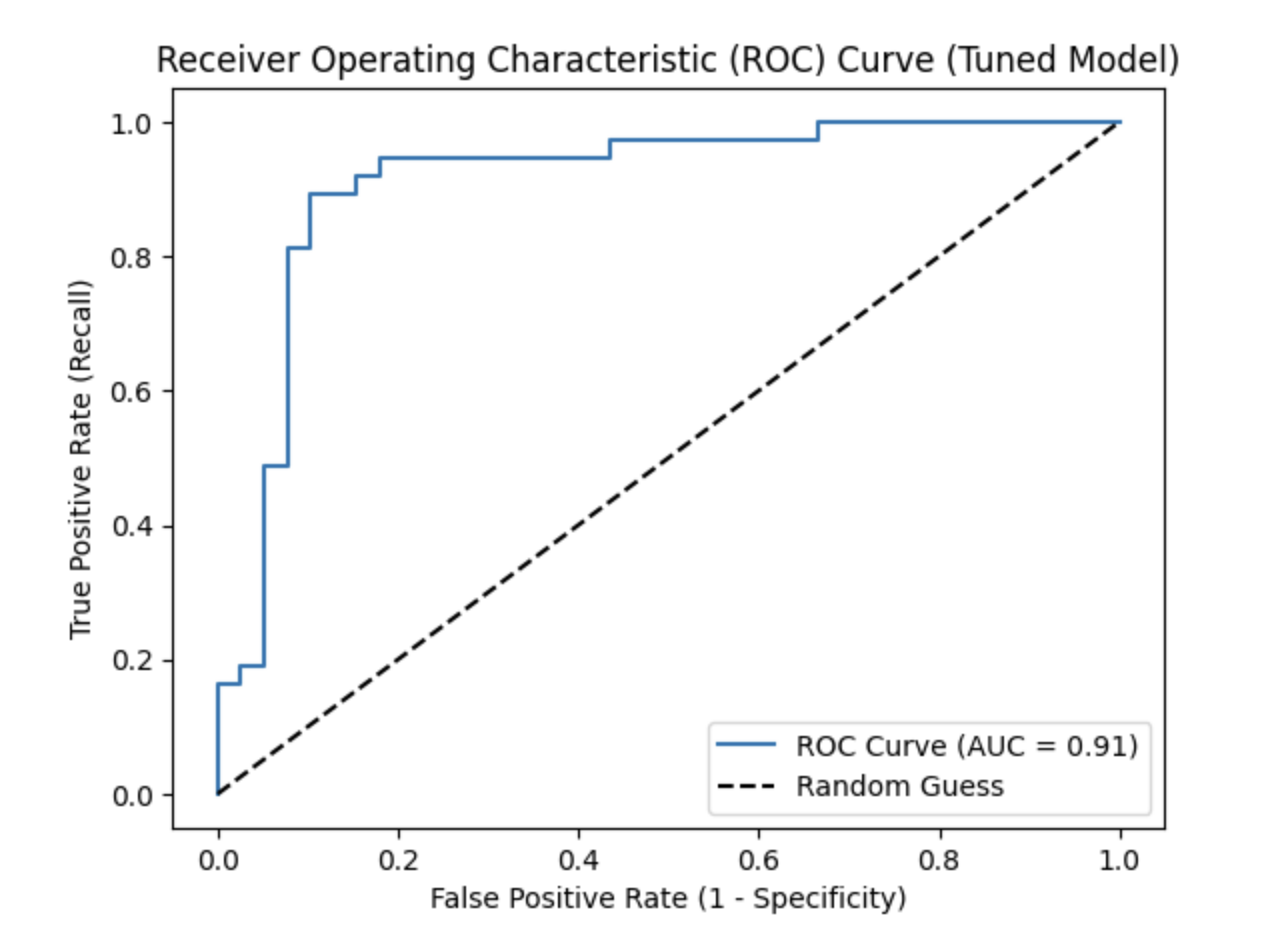 Receiver Operating Characteristic (ROC) Curve (Tuned Model)
1.0
0.8
0.6
0.4
0.2
0.0
True Positive Rate (Recall)
ROC Curve (AUC = 0.91)
Random Guess
0.0 0.2 0.4 0.6 0.8 1.0
False Positive Rate (1 - Specificity)